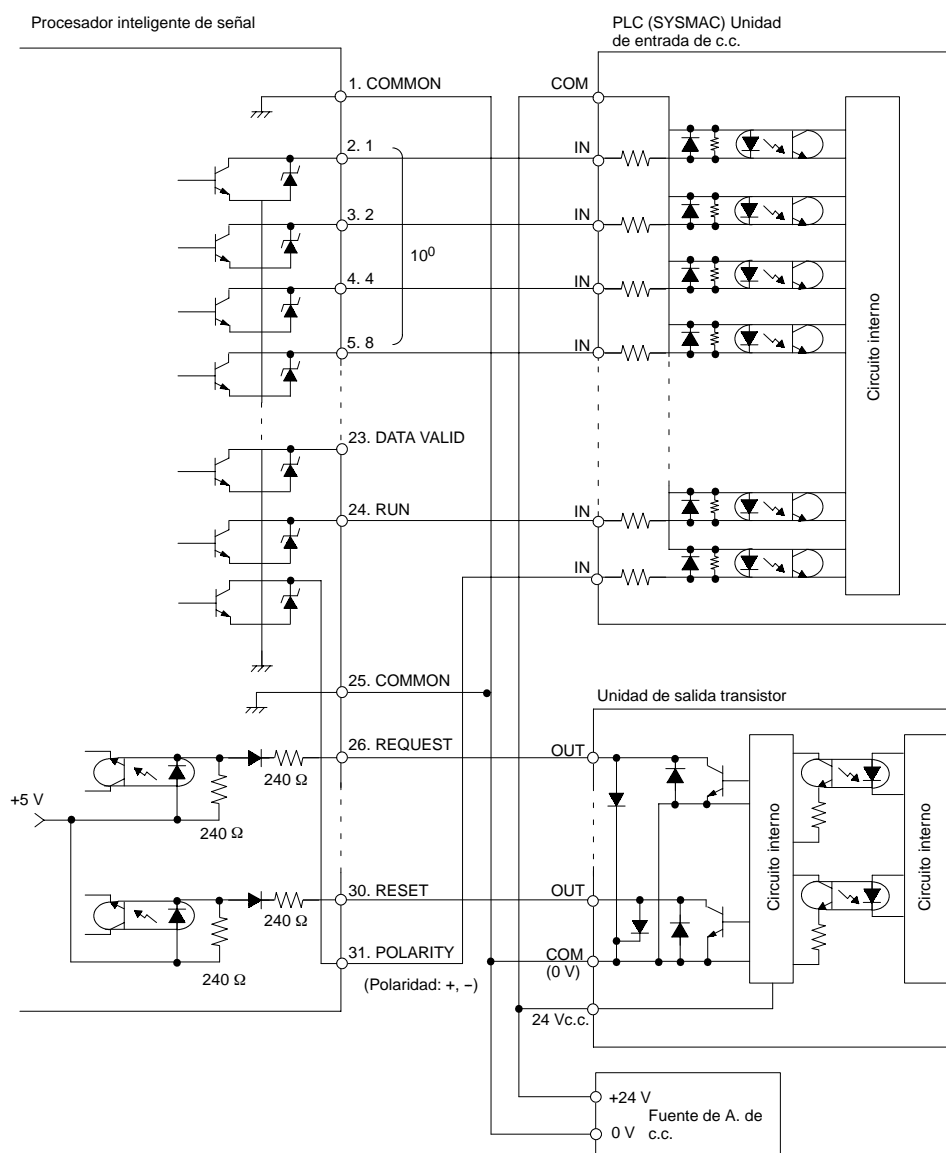 Procesador inteligente de señal
PLC (SYSMAC) Unidad
de entrada de c.c.
1. COMMON
COM
2. 1
IN
3. 2
IN
10⁰
4. 4
IN
5. 8
IN
Circuito interno
23. DATA VALID
24. RUN
IN
IN
25. COMMON
Unidad de salida transistor
26. REQUEST
OUT
240 Ω
+5 V
240 Ω
Circuito interno
Circuito interno
30. RESET
OUT
240 Ω
31. POLARITY
COM
(0 V)
240 Ω
(Polaridad: +, −)
24 Vc.c.
+24 V
Fuente de A. de
c.c.
0 V